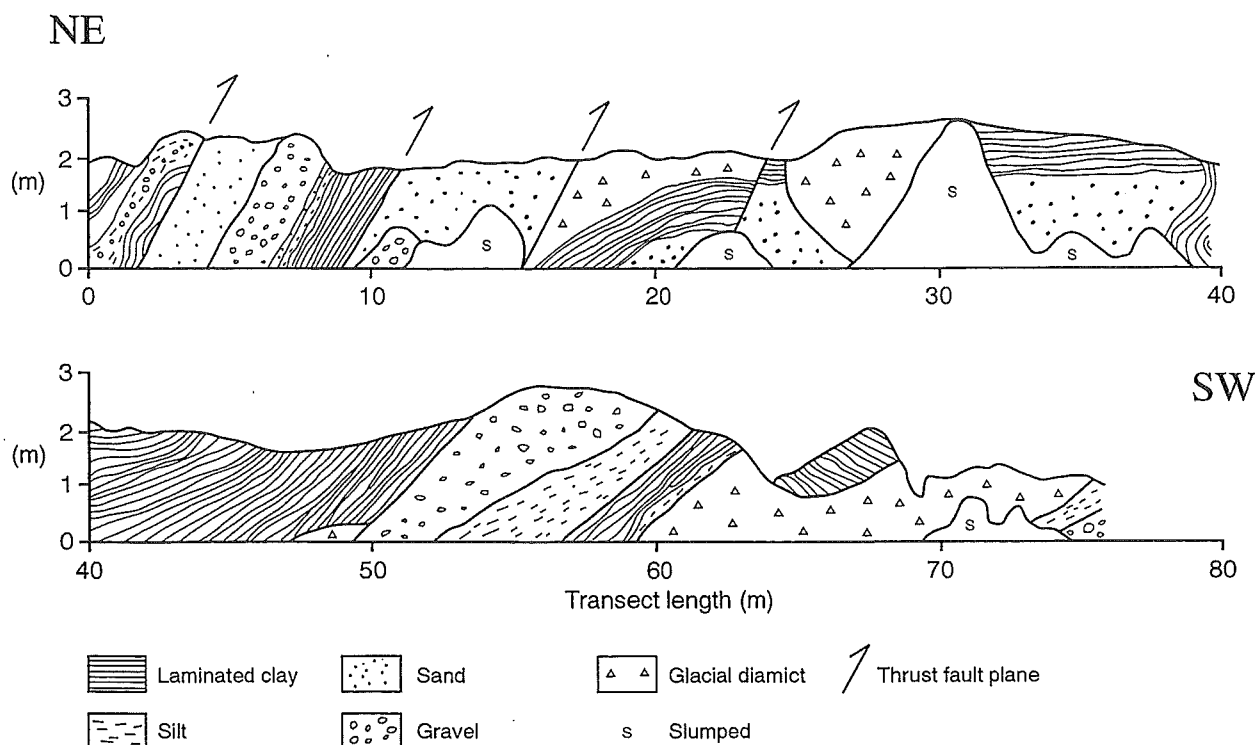 NE
3
2
(m)
1
0
S S S S
0 10 20 30 40
SW
3
2
(m)
1
0
S
40 50 60 70 80
Transect length (m)
Laminated clay Sand Glacial diamict Thrust fault plane
Silt Gravel s Slumped